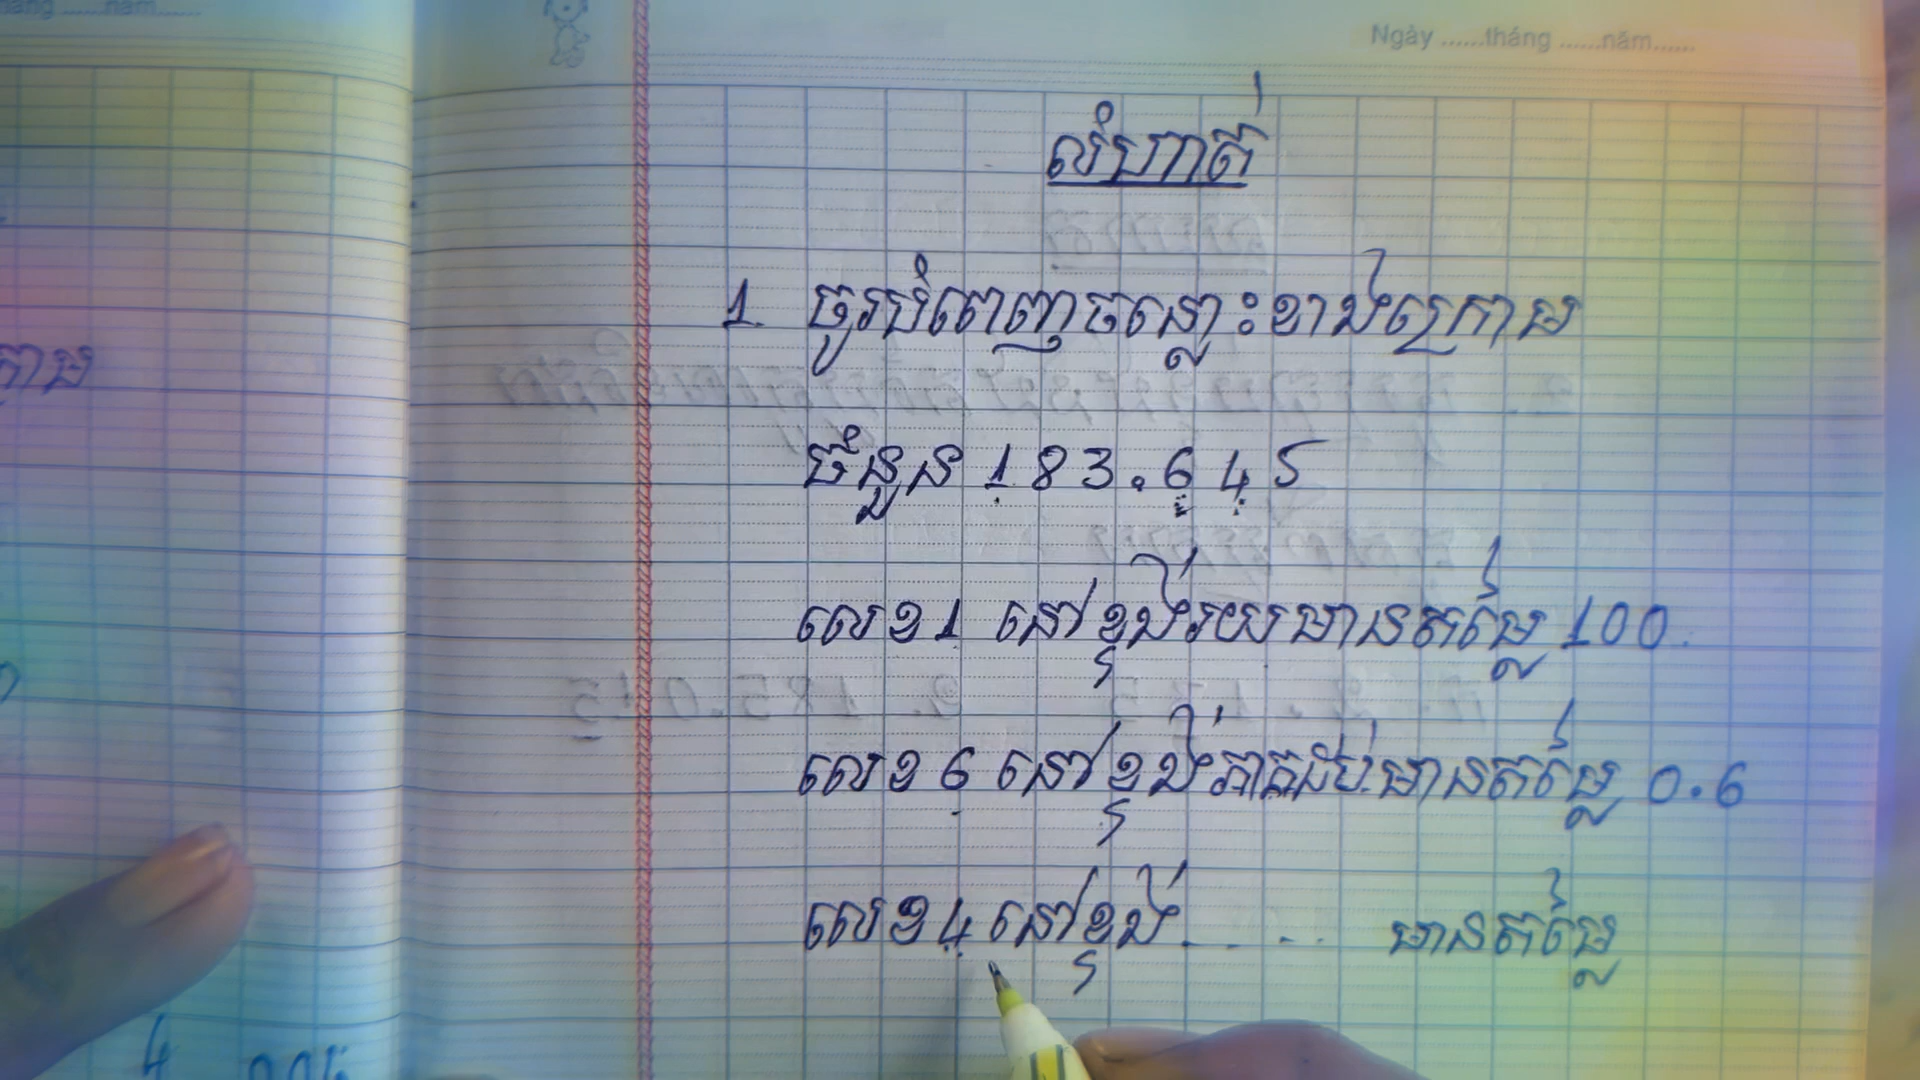 Ngày ......tháng ......năm......
លំហាត់
1. ចូរបំពេញចន្លោះខាងក្រោម
ចំនួន 183.645
លេខ 1 នៅខ្ទង់រយមានតម្លៃ 100.
លេខ 6 នៅខ្ទង់ភាគដប់មានតម្លៃ 0.6
លេខ 4 នៅខ្ទង់..... មានតម្លៃ